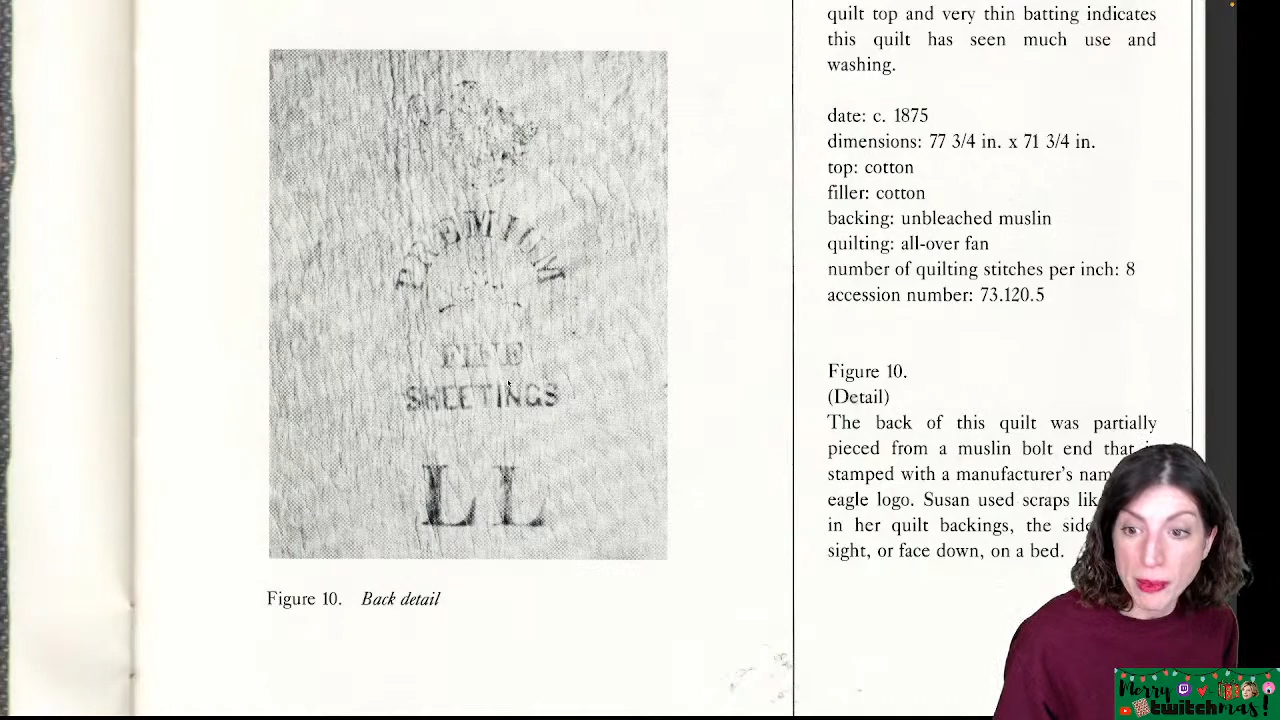 PREMIUM
FINE
SHEETINGS
LL
Figure 10. Back detail
quilt top and very thin batting indicates
this quilt has seen much use and
washing.
date: c. 1875
dimensions: 77 3/4 in. x 71 3/4 in.
top: cotton
filler: cotton
backing: unbleached muslin
quilting: all-over fan
number of quilting stitches per inch: 8
accession number: 73.120.5
Figure 10.
(Detail)
The back of this quilt was partially
pieced from a muslin bolt end that
stamped with a manufacturer's
eagle logo. Susan used scraps
in her quilt backings, the
sight, or face down, on a bed.
Merry
twitchmas!